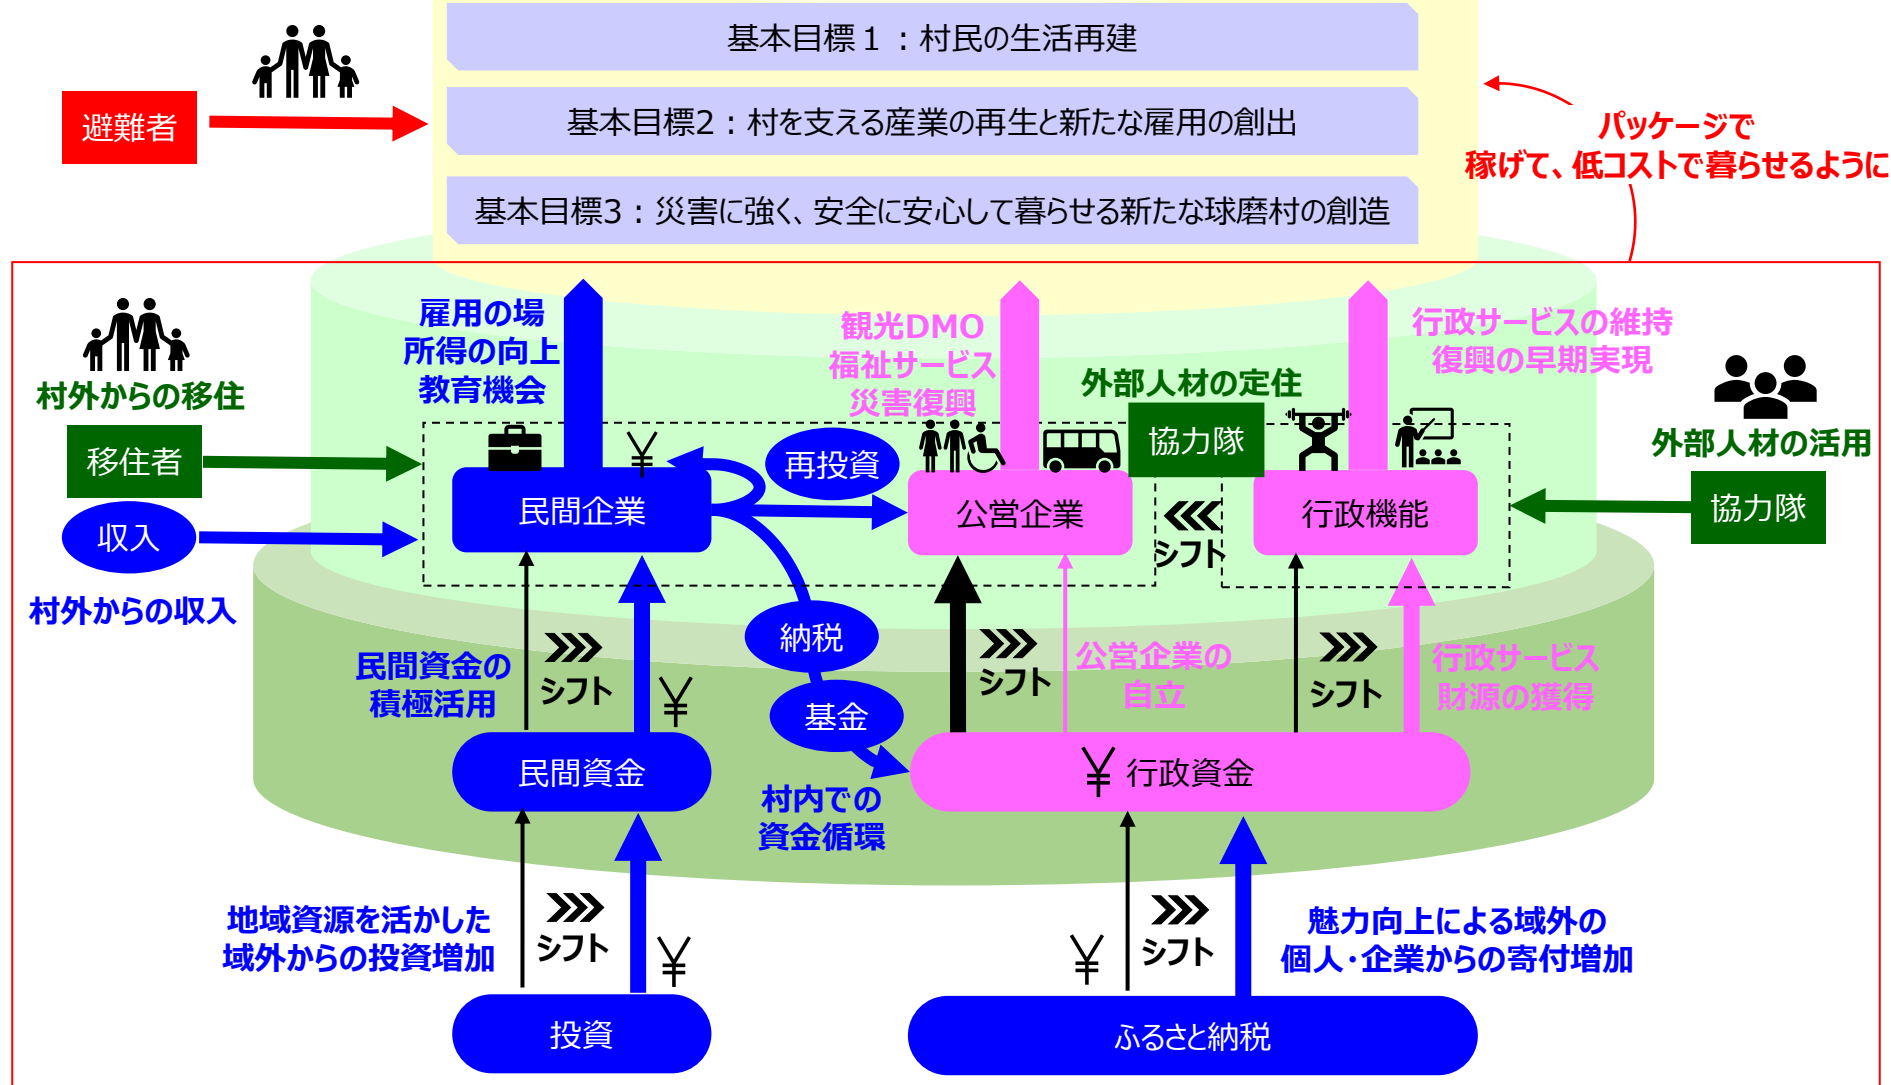 基本目標１：村民の生活再建
避難者
基本目標2：村を支える産業の再生と新たな雇用の創出
パッケージで
稼げて、低コストで暮らせるように
基本目標3：災害に強く、安全に安心して暮らせる新たな球磨村の創造
雇用の場
所得の向上
教育機会
観光DMO
福祉サービス
災害復興
行政サービスの維持
復興の早期実現
村外からの移住
移住者
外部人材の定住
協力隊
外部人材の活用
協力隊
再投資
民間企業
公営企業
シフト
行政機能
収入
村外からの収入
民間資金の
積極活用
シフト
¥
¥
納税
基金
シフト
公営企業の
自立
シフト
行政サービス
財源の獲得
民間資金
¥ 行政資金
村内での
資金循環
地域資源を活かした
域外からの投資増加
シフト
¥
¥
シフト
魅力向上による域外の
個人・企業からの寄付増加
投資
ふるさと納税